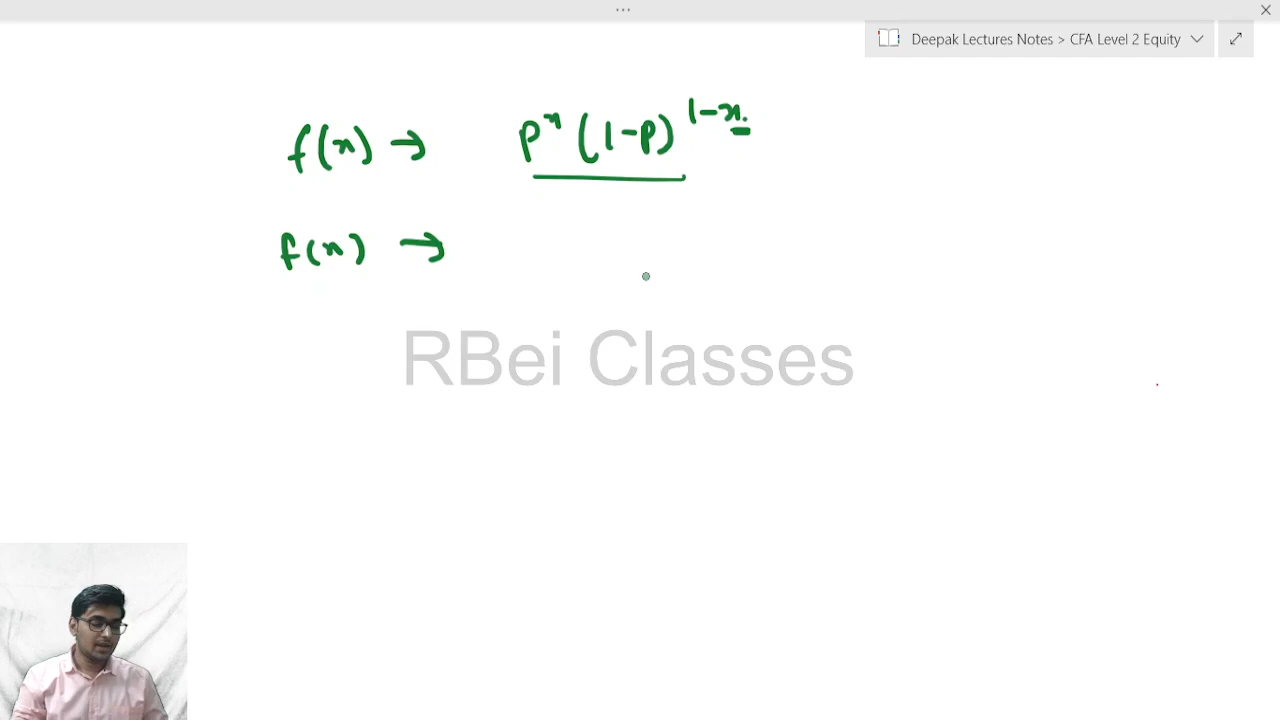 ...
Deepak Lectures Notes > CFA Level 2 Equity
f(x) → p^x (1-p)^1-x.
f(x) →
RBei Classes